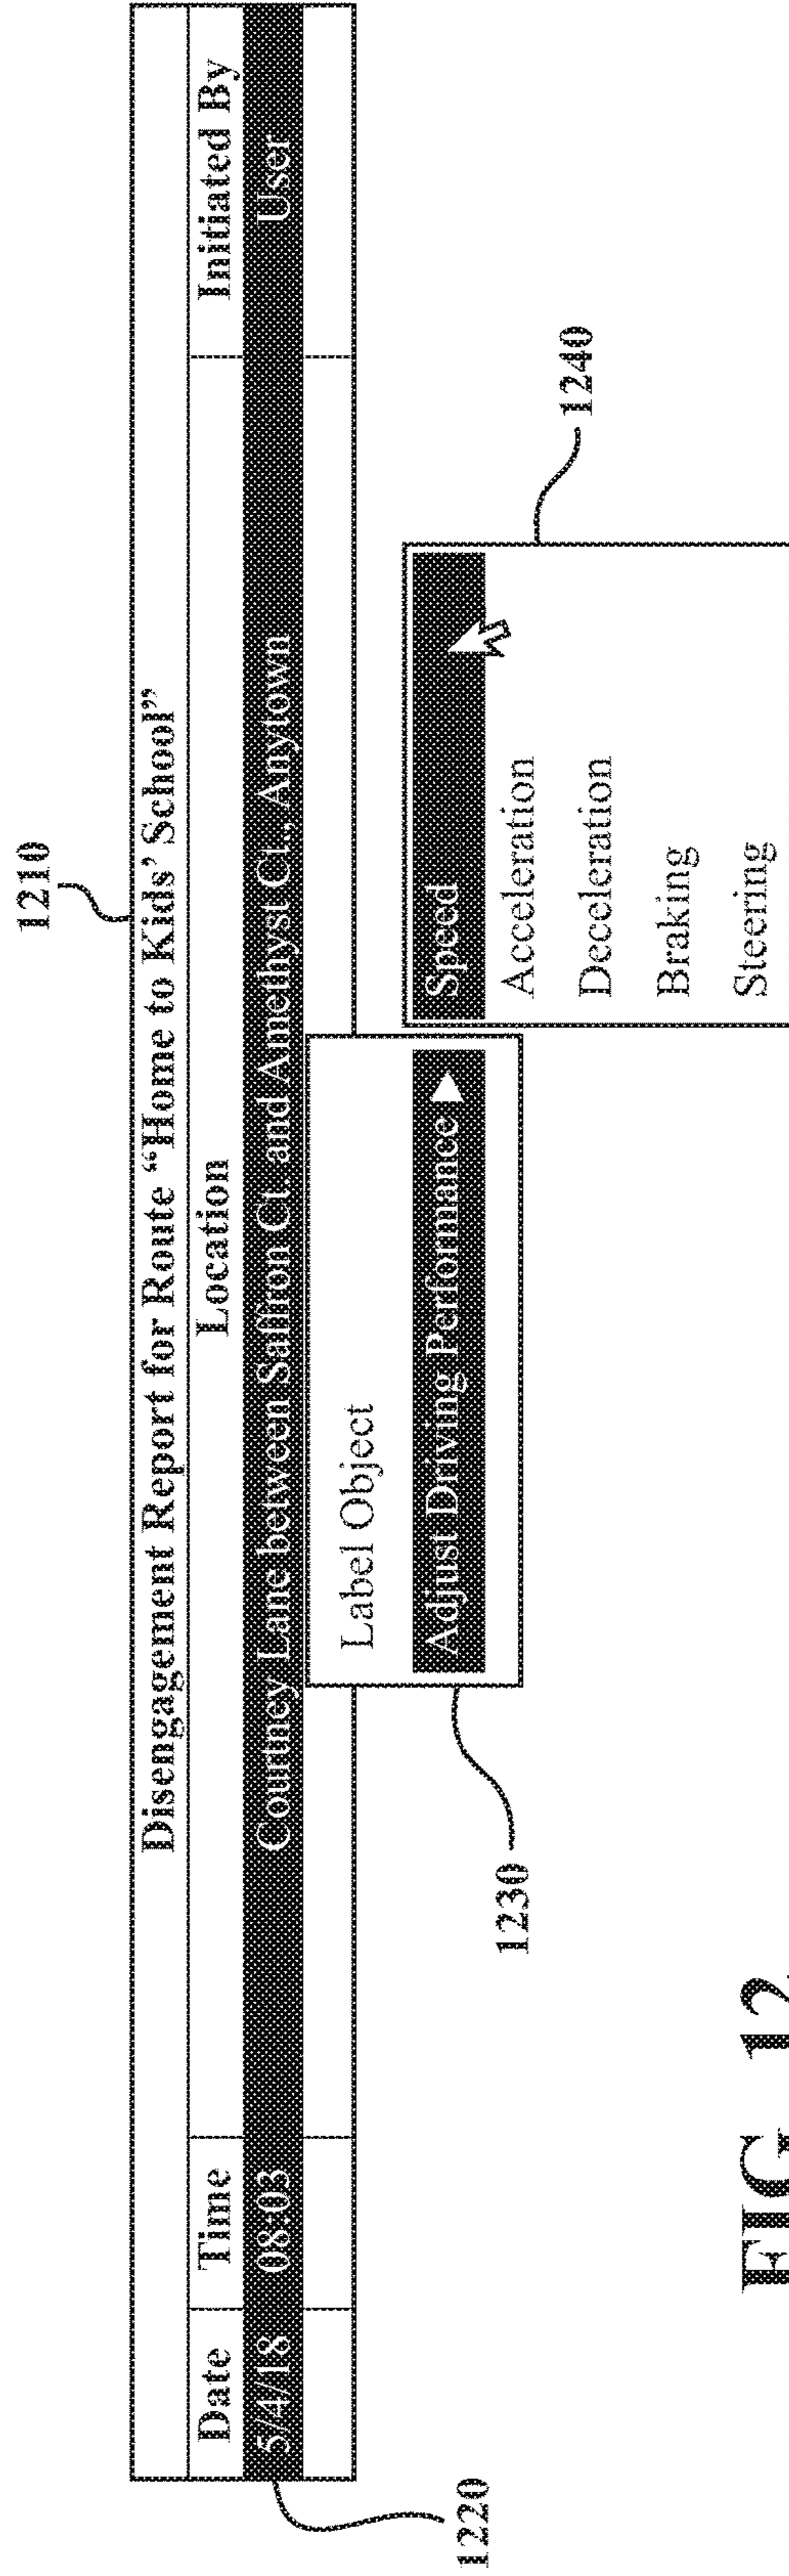 1210
Disengagement Report for Route “Home to Kids’ School”
Date Time Location Initiated By
5/4/18 08:03 Courtney Lane between Saffron Ct. and Amethyst Ct., Anytown User
1220
Label Object
Adjust Driving Performance ▶
1230
Speed
Acceleration
Deceleration
Braking
Steering
1240
FIG. 12